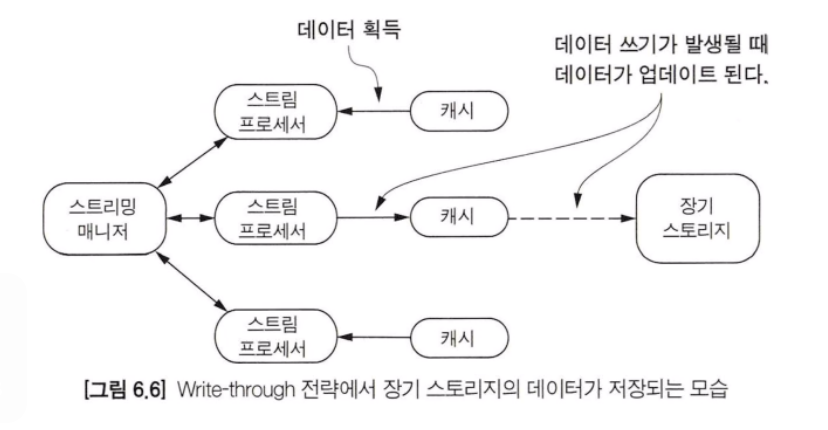 데이터 획득
데이터 쓰기가 발생될 때
데이터가 업데이트 된다.
스트림
프로세서
캐시
스트리밍
매니저
스트림
프로세서
캐시
장기
스토리지
스트림
프로세서
캐시
[그림 6.6] Write-through 전략에서 장기 스토리지의 데이터가 저장되는 모습